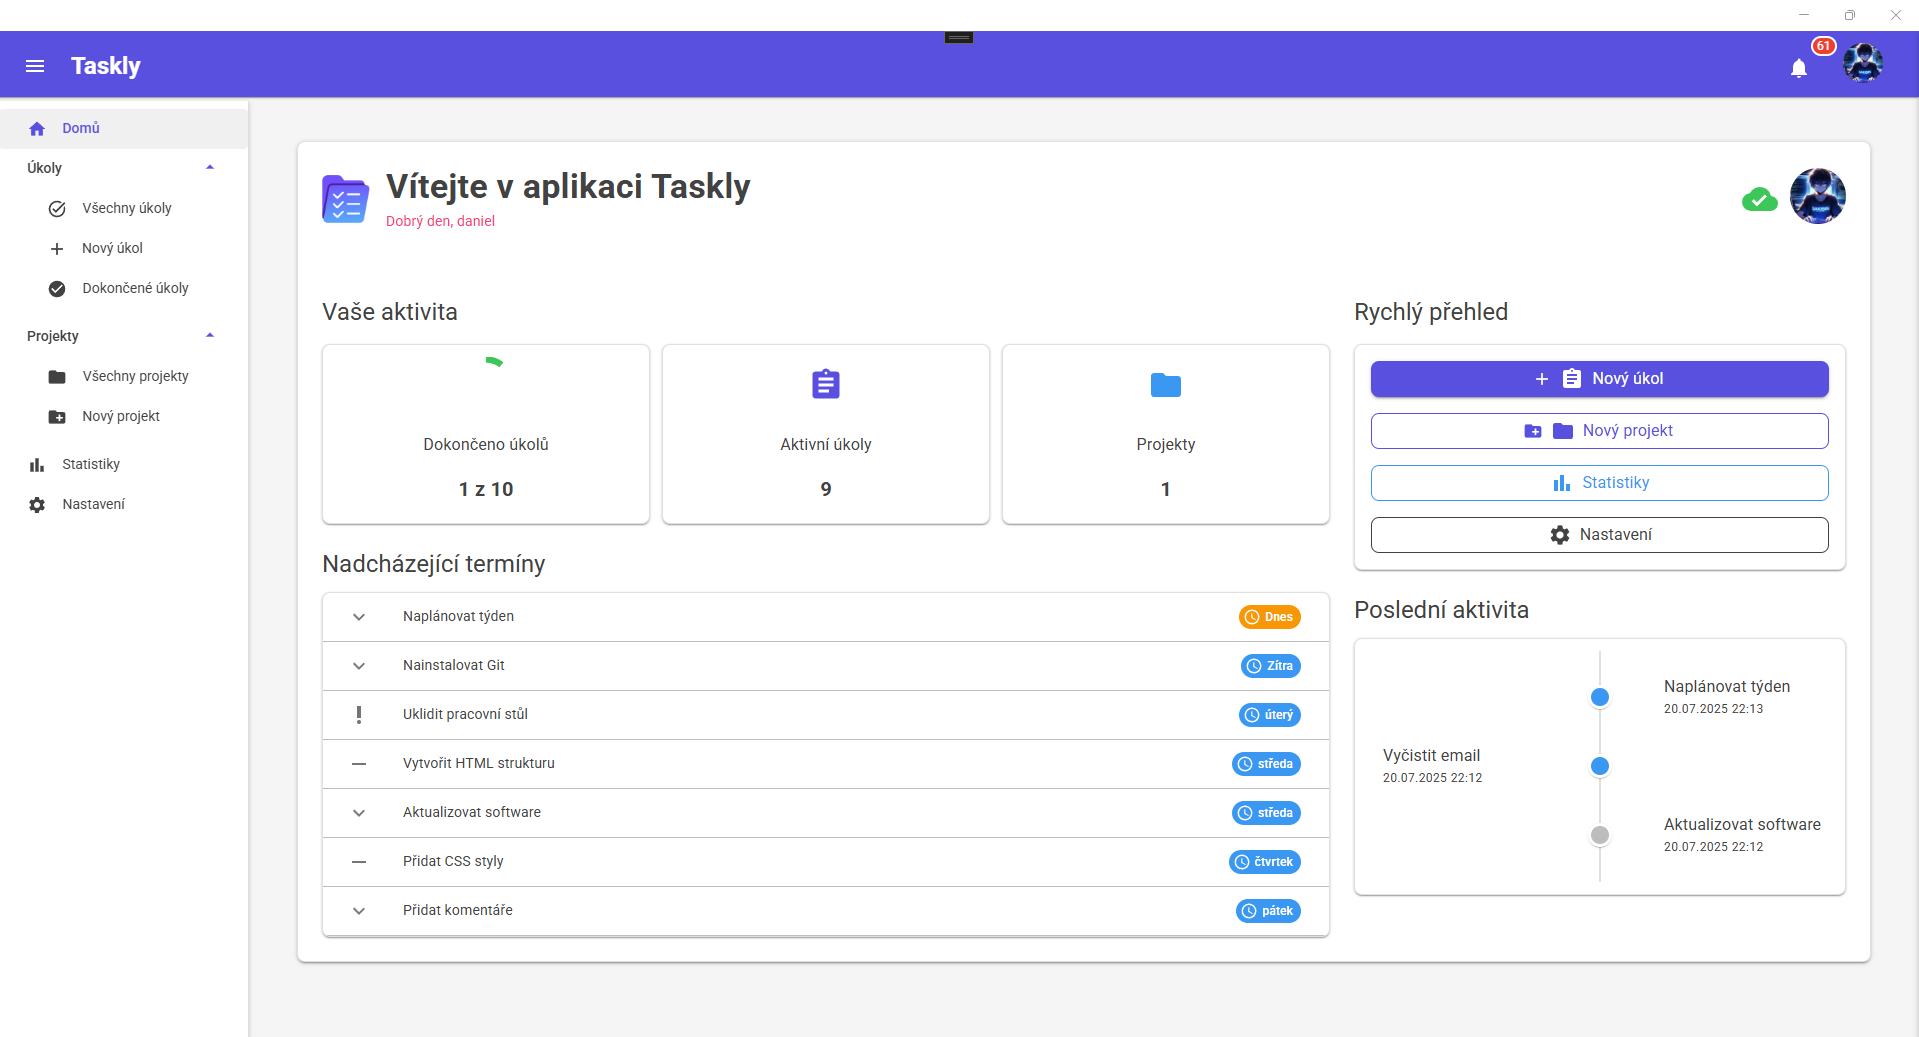 Taskly
61
Domů
Úkoly
Všechny úkoly
Nový úkol
Dokončené úkoly
Projekty
Všechny projekty
Nový projekt
Statistiky
Nastavení
Vítejte v aplikaci Taskly
Dobrý den, daniel
Vaše aktivita
Dokončeno úkolů
1 z 10
Aktivní úkoly
9
Projekty
1
Nadcházející termíny
Naplánovat týden Dnes
Nainstalovat Git Zítra
Uklidit pracovní stůl úterý
Vytvořit HTML strukturu středa
Aktualizovat software středa
Přidat CSS styly čtvrtek
Přidat komentáře pátek
Rychlý přehled
Nový úkol
Nový projekt
Statistiky
Nastavení
Poslední aktivita
Naplánovat týden
20.07.2025 22:13
Vyčistit email
20.07.2025 22:12
Aktualizovat software
20.07.2025 22:12